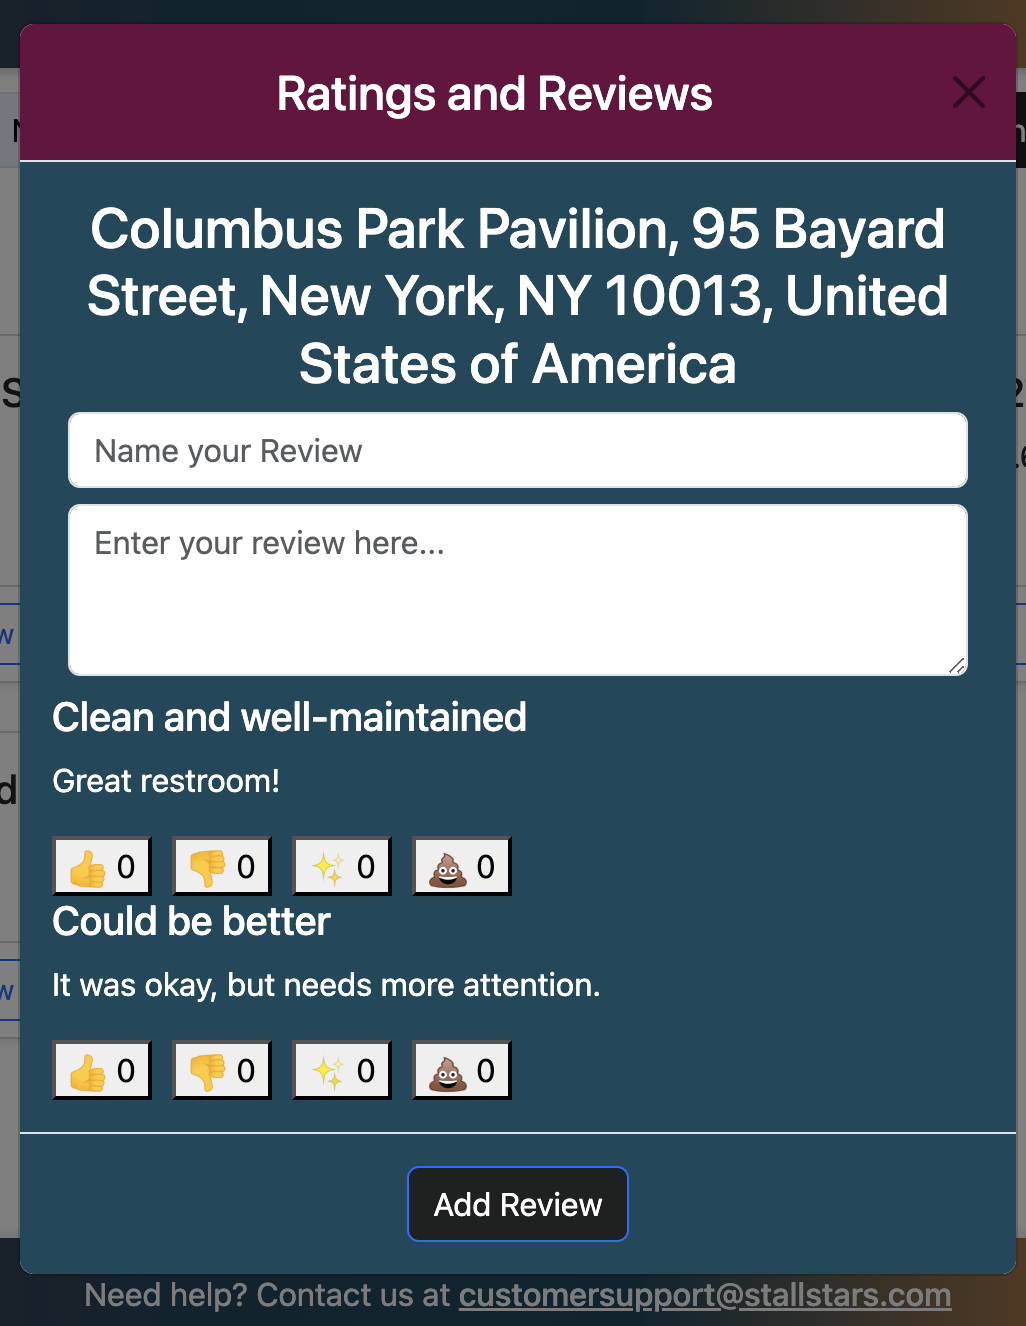 Ratings and Reviews
Columbus Park Pavilion, 95 Bayard
Street, New York, NY 10013, United
States of America
Name your Review
Enter your review here...
Clean and well-maintained
Great restroom!
👍 0 👎 0 ✨ 0 💩 0
Could be better
It was okay, but needs more attention.
👍 0 👎 0 ✨ 0 💩 0
Add Review
Need help? Contact us at customersupport@stallstars.com